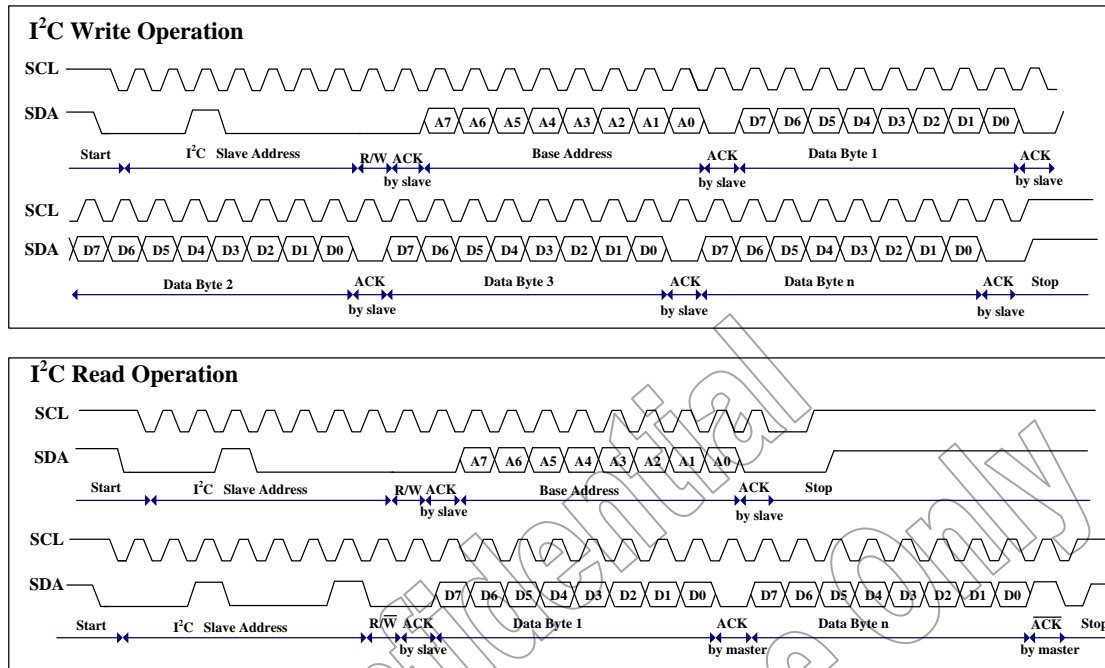 I²C Write Operation
SCL
SDA
A7 A6 A5 A4 A3 A2 A1 A0 D7 D6 D5 D4 D3 D2 D1 D0
Start I²C Slave Address R/W ACK by slave Base Address ACK by slave Data Byte 1 ACK by slave
SCL
SDA
D7 D6 D5 D4 D3 D2 D1 D0 D7 D6 D5 D4 D3 D2 D1 D0 D7 D6 D5 D4 D3 D2 D1 D0
Data Byte 2 ACK by slave Data Byte 3 ACK by slave Data Byte n ACK by slave Stop
I²C Read Operation
SCL
SDA
A7 A6 A5 A4 A3 A2 A1 A0
Start I²C Slave Address R/W ACK by slave Base Address ACK by slave Stop
SCL
SDA
D7 D6 D5 D4 D3 D2 D1 D0 D7 D6 D5 D4 D3 D2 D1 D0
Start I²C Slave Address R/W̅ ACK by slave Data Byte 1 ACK by master Data Byte n A̅C̅K̅ by master Stop
Only